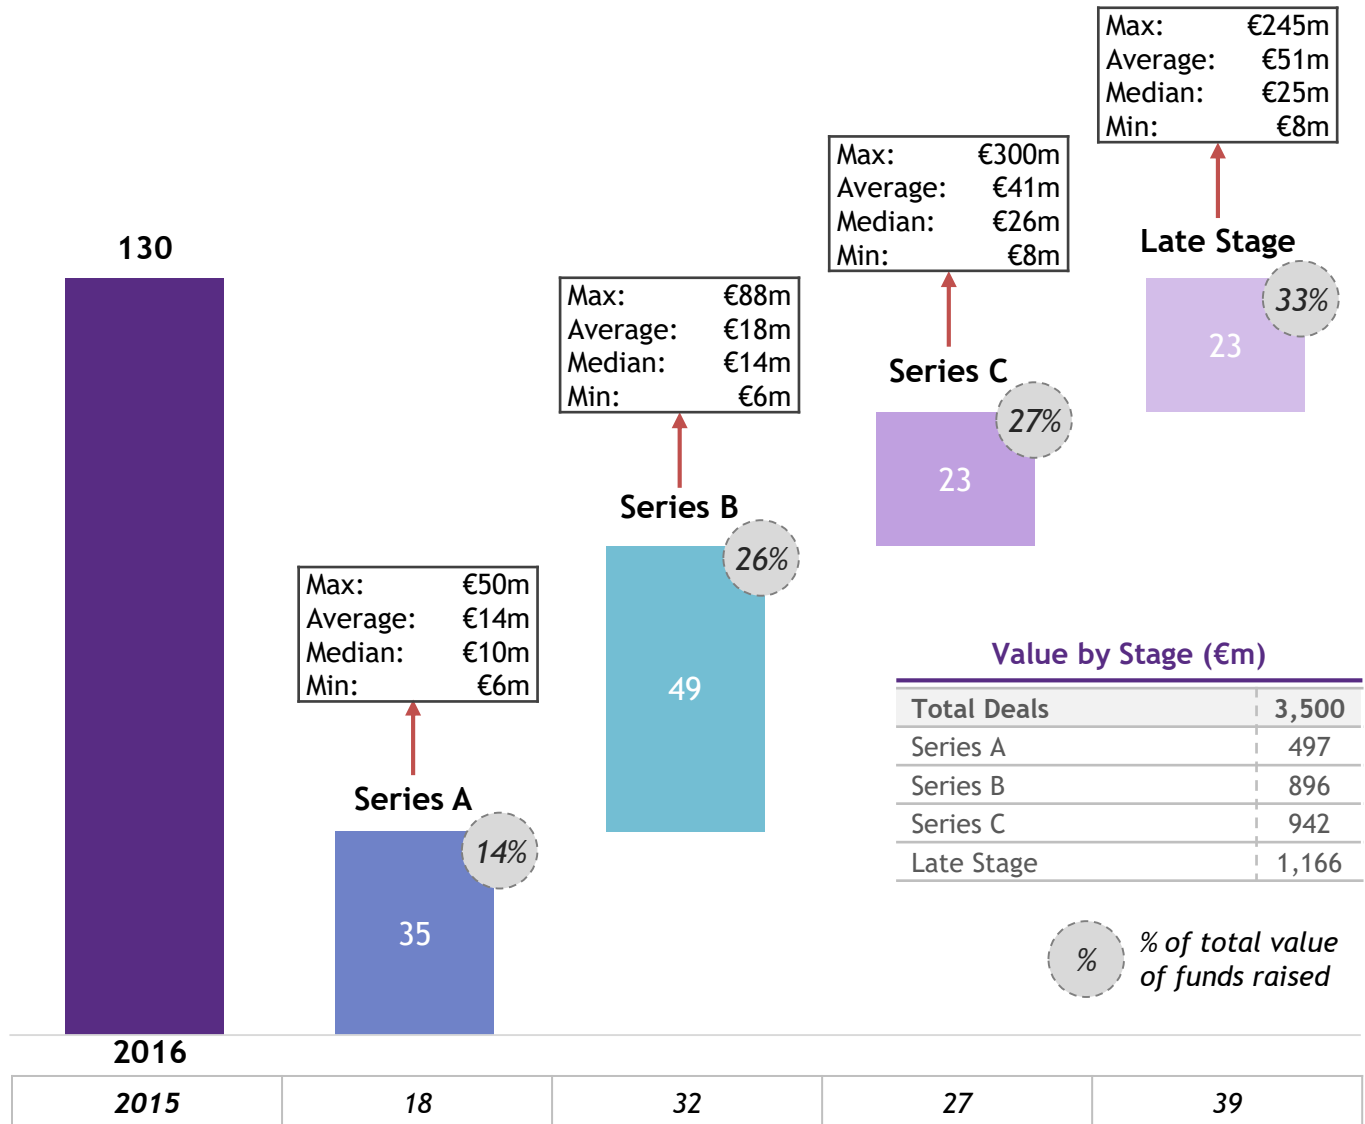 Max: €245m
Average: €51m
Median: €25m
Min: €8m
Max: €300m
Average: €41m
Median: €26m
Min: €8m
130
Late Stage
33%
23
Max: €88m
Average: €18m
Median: €14m
Min: €6m
Series C
27%
23
Series B
26%
49
Max: €50m
Average: €14m
Median: €10m
Min: €6m
Series A
14%
35
Value by Stage (€m)
Total Deals 3,500
Series A 497
Series B 896
Series C 942
Late Stage 1,166
%
% of total value
of funds raised
2016
2015 18 32 27 39